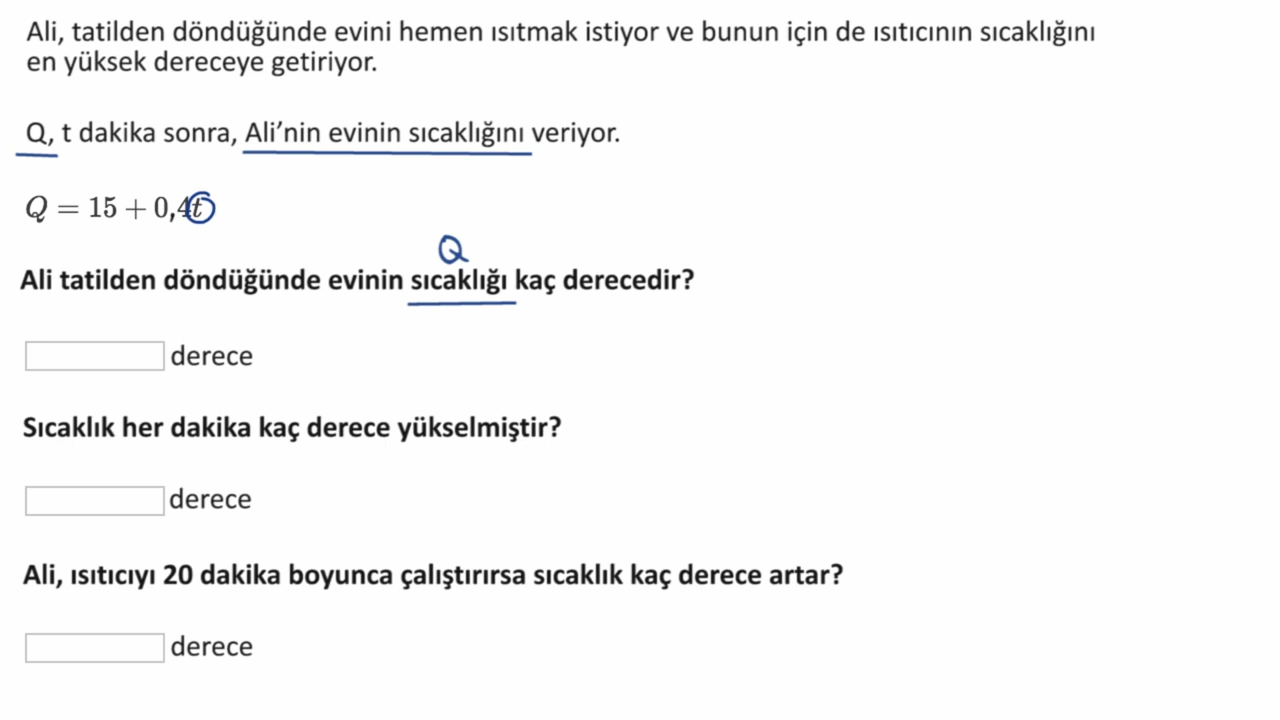 Ali, tatilden döndüğünde evini hemen ısıtmak istiyor ve bunun için de ısıtıcının sıcaklığını
en yüksek dereceye getiriyor.
Q, t dakika sonra, Ali’nin evinin sıcaklığını veriyor.
Q = 15 + 0,4t
Q
Ali tatilden döndüğünde evinin sıcaklığı kaç derecedir?
derece
Sıcaklık her dakika kaç derece yükselmiştir?
derece
Ali, ısıtıcıyı 20 dakika boyunca çalıştırırsa sıcaklık kaç derece artar?
derece